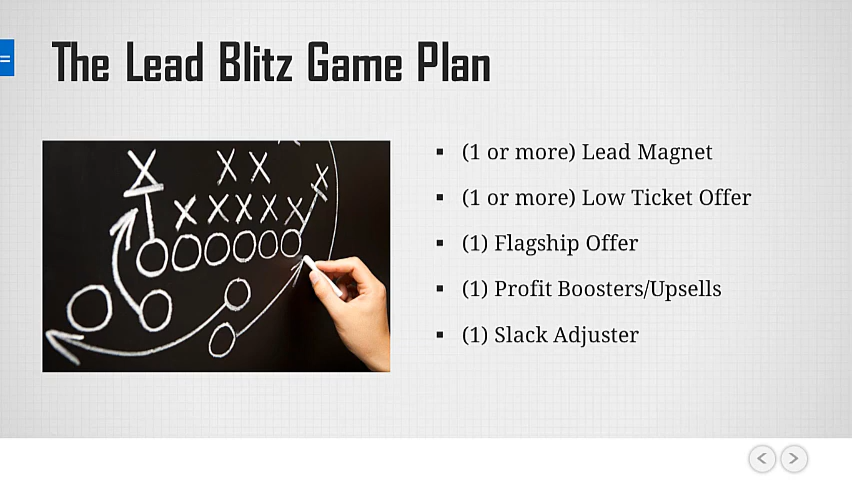 The Lead Blitz Game Plan
(1 or more) Lead Magnet
(1 or more) Low Ticket Offer
(1) Flagship Offer
(1) Profit Boosters/Upsells
(1) Slack Adjuster